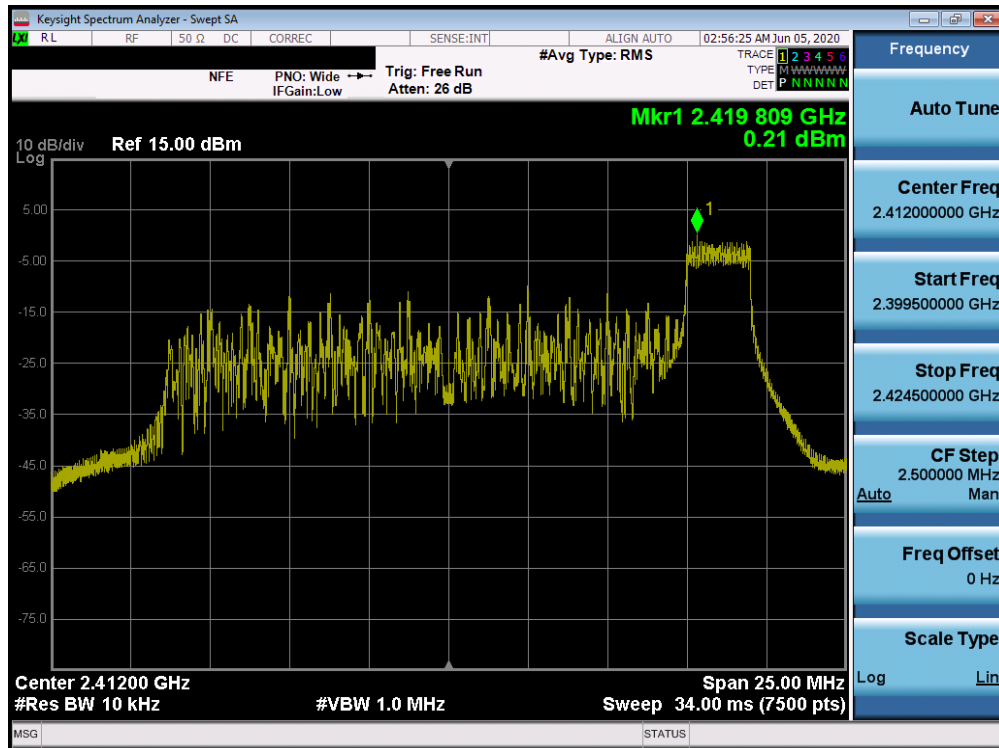 Keysight Spectrum Analyzer - Swept SA
LXI RL RF 50 Ω DC CORREC SENSE:INT ALIGN AUTO 02:56:25 AM Jun 05, 2020
#Avg Type: RMS TRACE 1 2 3 4 5 6
NFE PNO: Wide Trig: Free Run TYPE M WWWWW
IFGain:Low Atten: 26 dB DET P N N N N N
Mkr1 2.419 809 GHz
0.21 dBm
10 dB/div Ref 15.00 dBm
Log
1
5.00
-5.00
-15.0
-25.0
-35.0
-45.0
-55.0
-65.0
-75.0
Center 2.41200 GHz Span 25.00 MHz
#Res BW 10 kHz #VBW 1.0 MHz Sweep 34.00 ms (7500 pts)
MSG STATUS
Frequency
Auto Tune
Center Freq
2.412000000 GHz
Start Freq
2.399500000 GHz
Stop Freq
2.424500000 GHz
CF Step
2.500000 MHz
Auto Man
Freq Offset
0 Hz
Scale Type
Log Lin